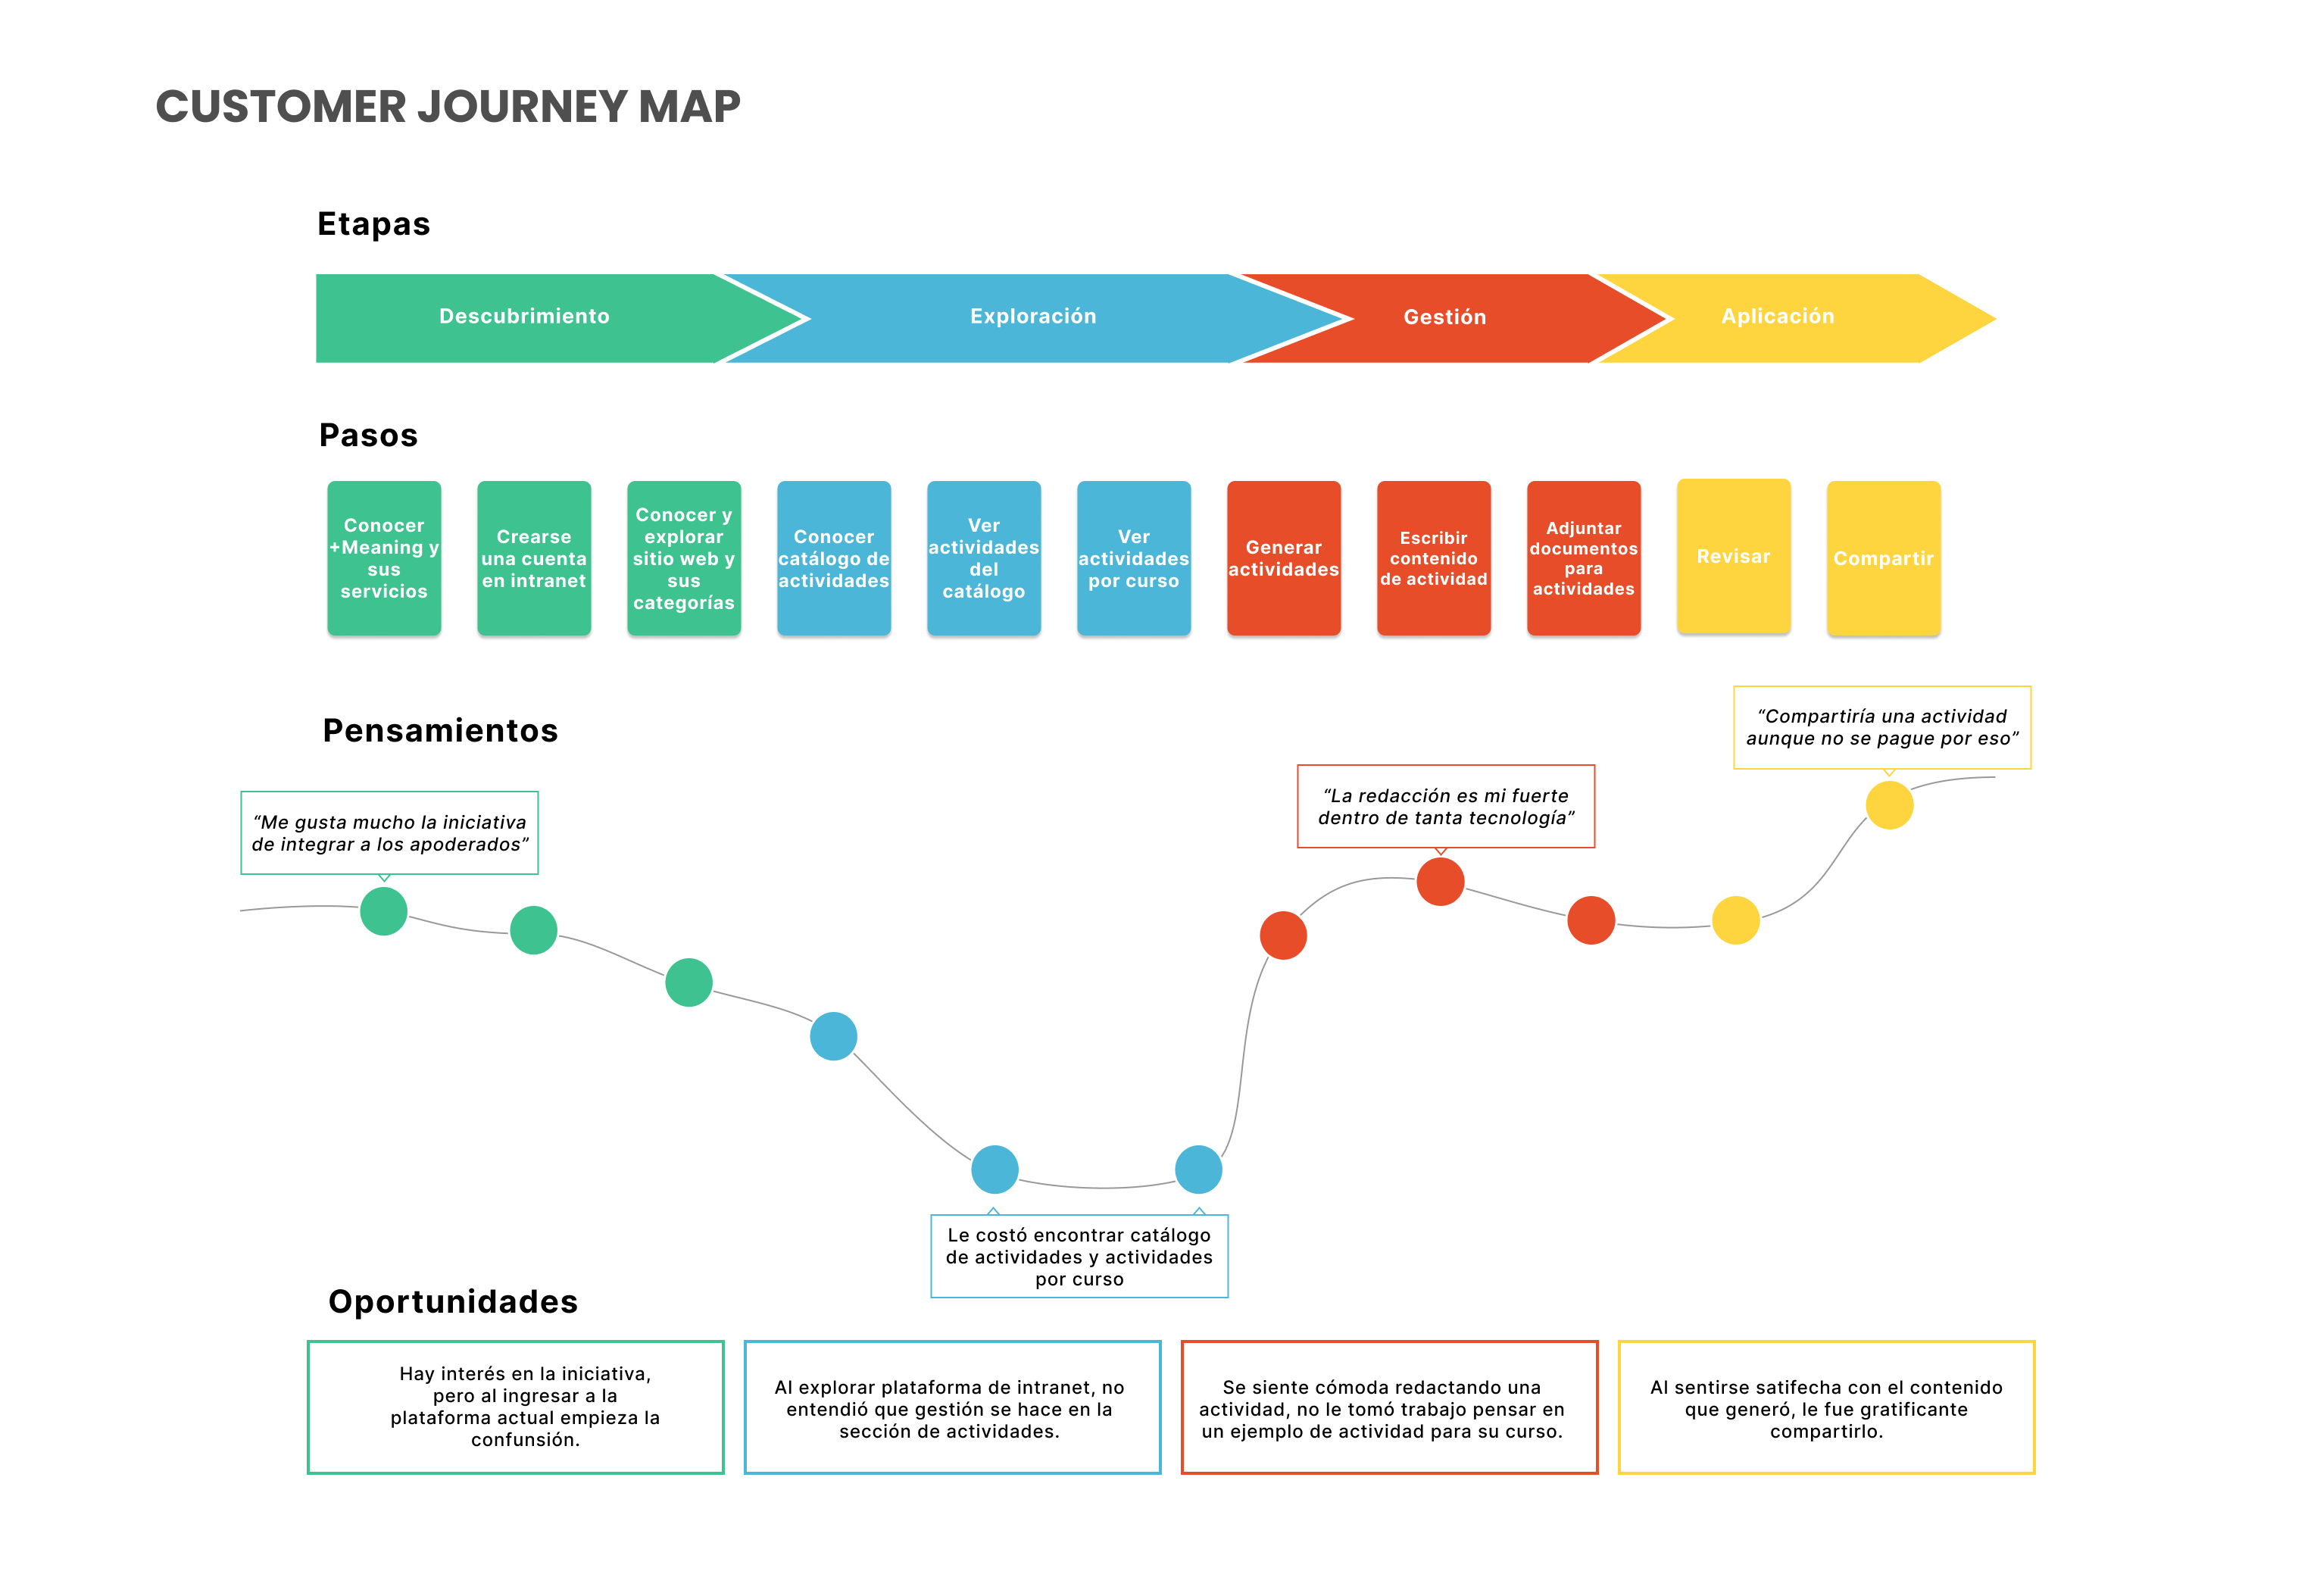 CUSTOMER JOURNEY MAP
Etapas
Descubrimiento
Exploración
Gestión
Aplicación
Pasos
Conocer
+Meaning y
sus
servicios
Crearse
una cuenta
en intranet
Conocer y
explorar
sitio web y
sus
categorías
Conocer
catálogo de
actividades
Ver
actividades
del
catálogo
Ver
actividades
por curso
Generar
actividades
Escribir
contenido
de actividad
Adjuntar
documentos
para
actividades
Revisar
Compartir
Pensamientos
“Me gusta mucho la iniciativa
de integrar a los apoderados”
Le costó encontrar catálogo
de actividades y actividades
por curso
“La redacción es mi fuerte
dentro de tanta tecnología”
“Compartiría una actividad
aunque no se pague por eso”
Oportunidades
Hay interés en la iniciativa,
pero al ingresar a la
plataforma actual empieza la
confunsión.
Al explorar plataforma de intranet, no
entendió que gestión se hace en la
sección de actividades.
Se siente cómoda redactando una
actividad, no le tomó trabajo pensar en
un ejemplo de actividad para su curso.
Al sentirse satifecha con el contenido
que generó, le fue gratificante
compartirlo.